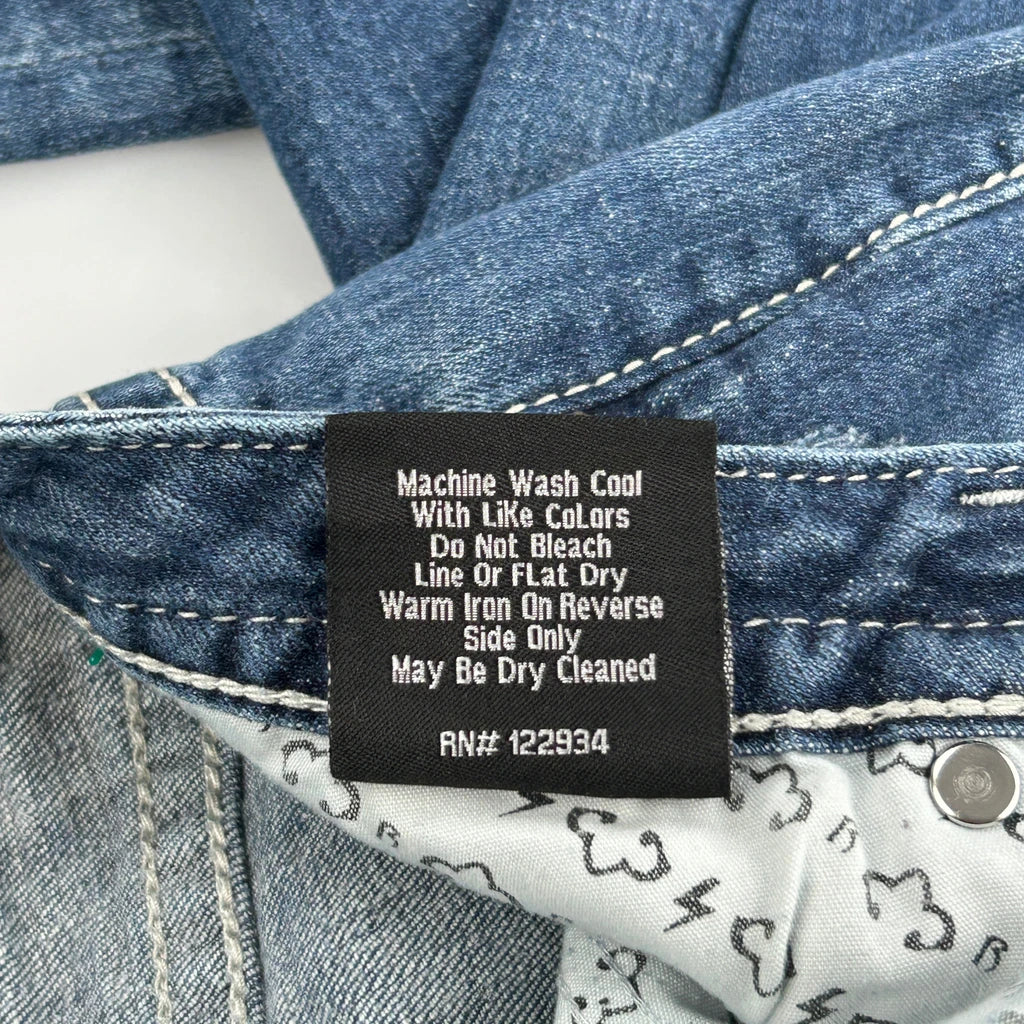 Machine Wash Cool
With Like Colors
Do Not Bleach
Line Or Flat Dry
Warm Iron On Reverse
Side Only
May Be Dry Cleaned
RN# 122934
B
B
B